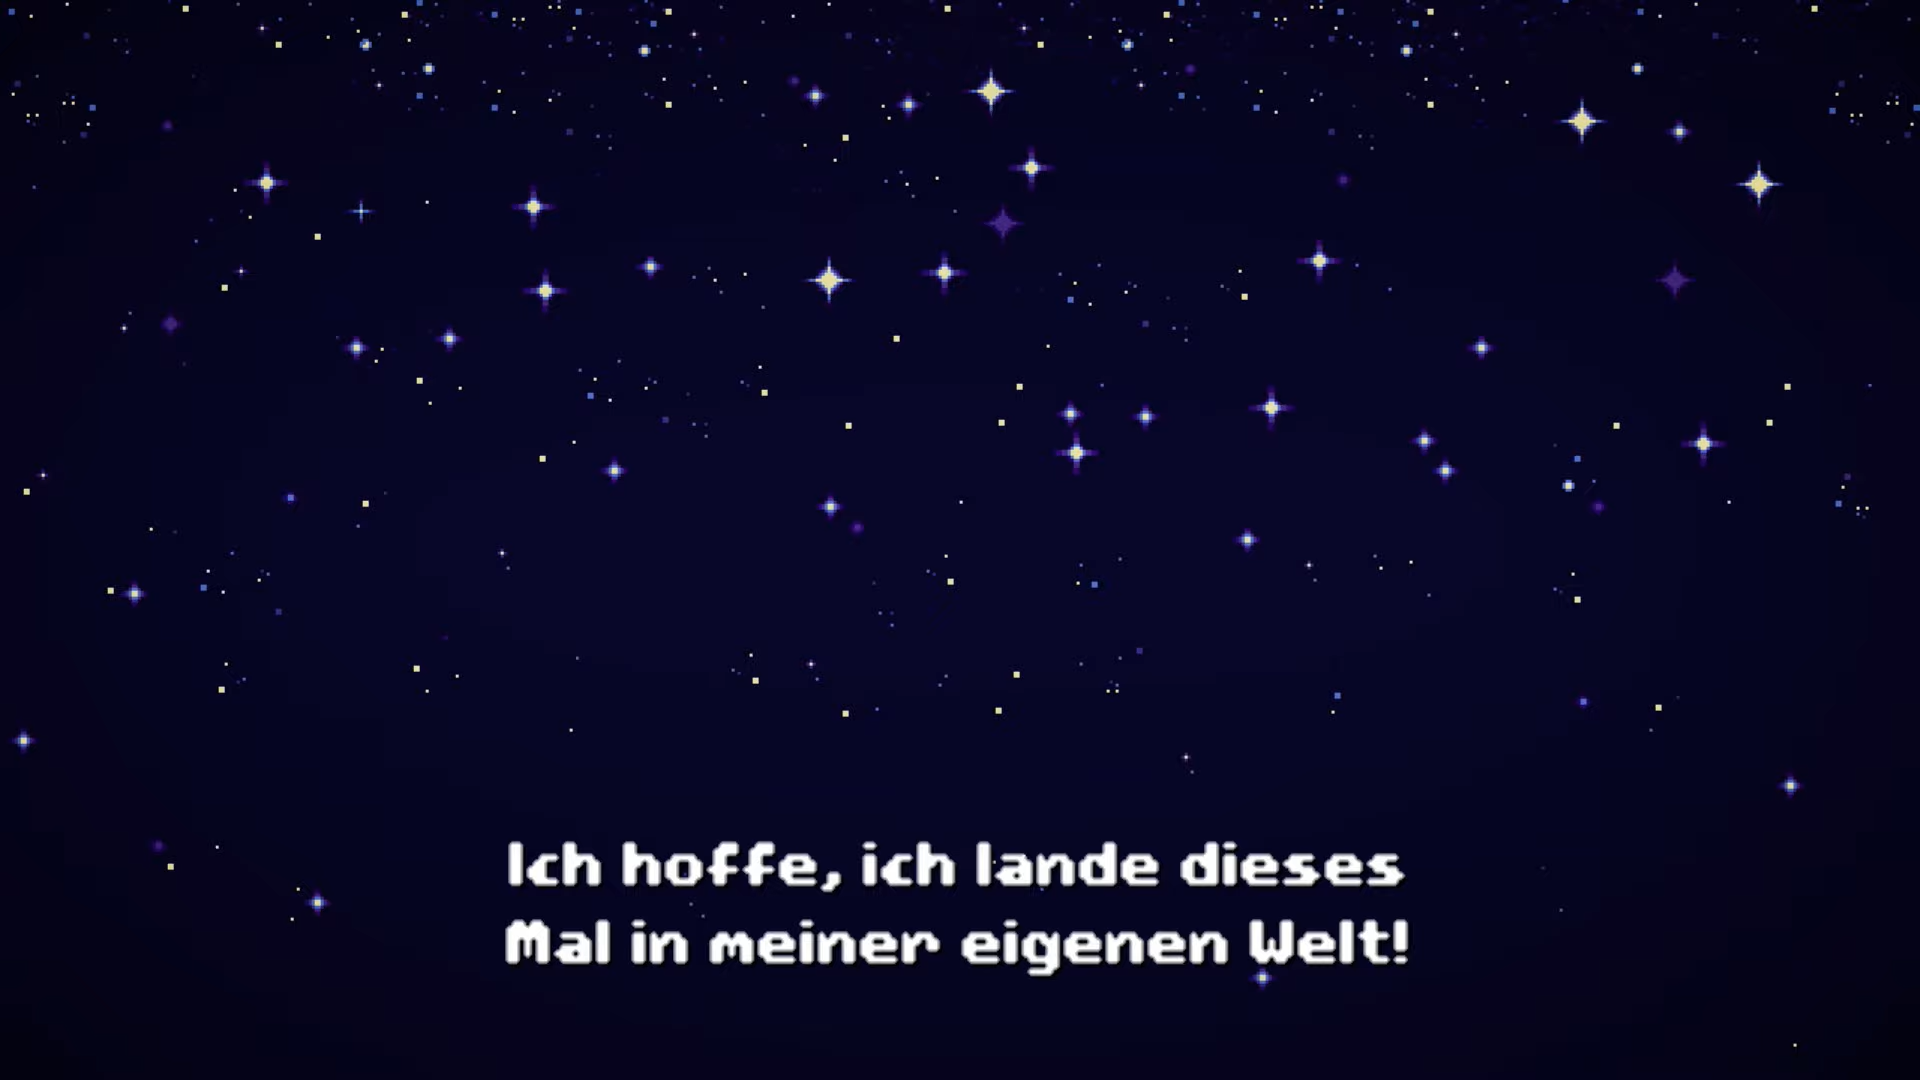 Ich hoffe, ich lande dieses
Mal in meiner eigenen Welt!